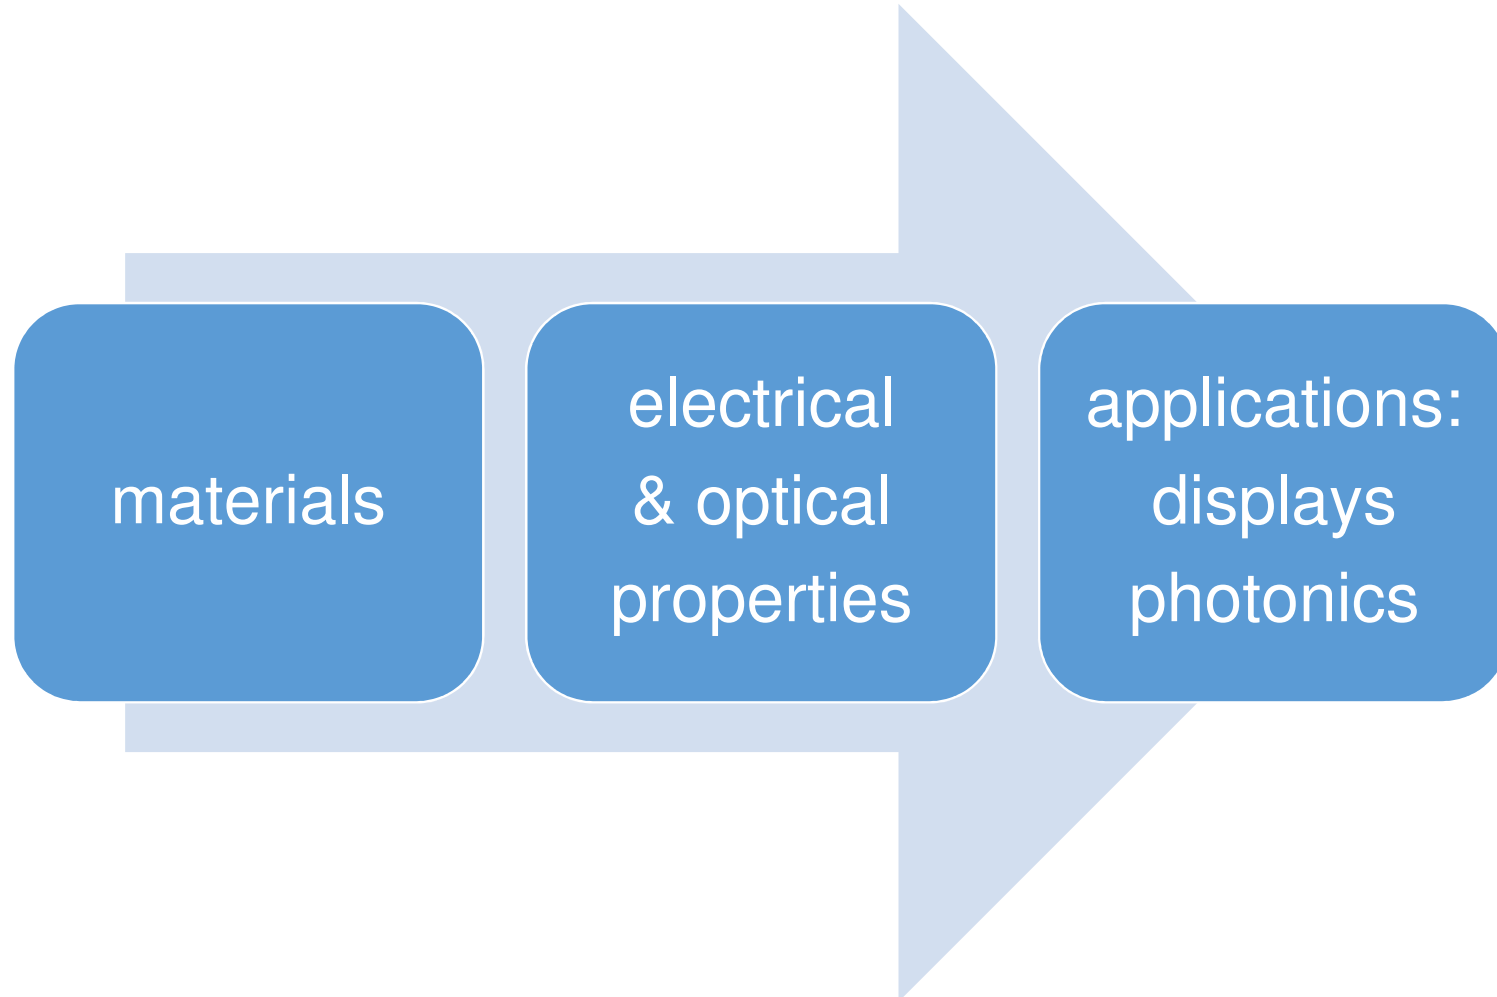 materials
electrical
& optical
properties
applications:
displays
photonics